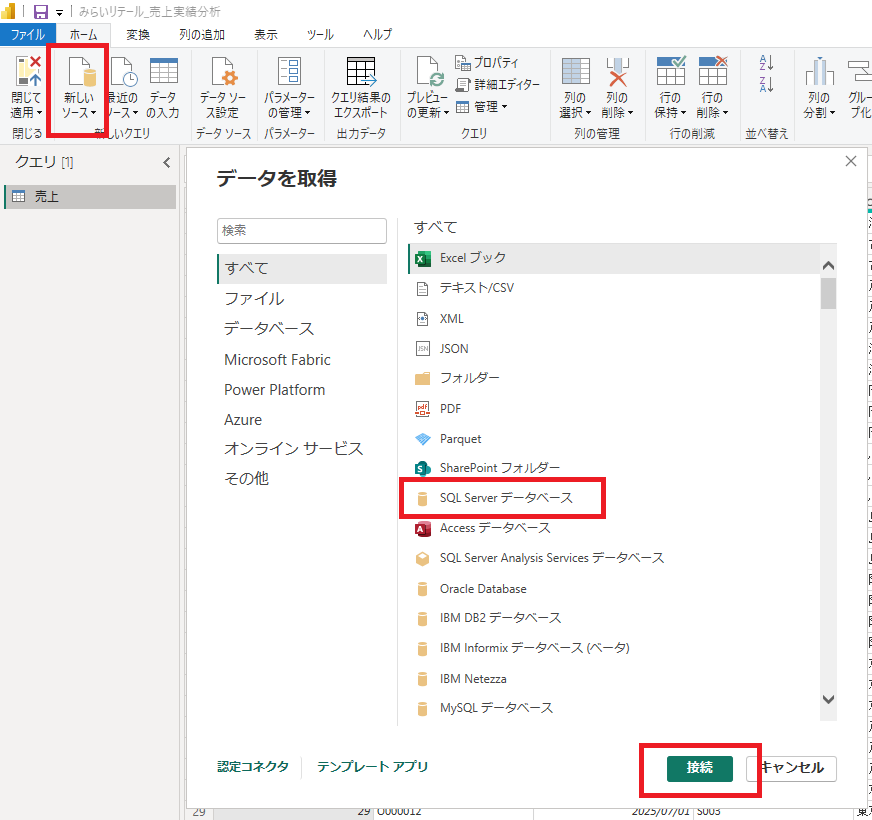 みらいリテール_売上実績分析
ファイル ホーム 変換 列の追加 表示 ツール ヘルプ
閉じて適用 新しいソース 最近のソース データの入力 データ ソース設定 パラメーターの管理 クエリ結果のエクスポート プレビューの更新 プロパティ 詳細エディター 管理 列の選択 列の削除 行の保持 行の削除 列の分割
閉じる 新しいクエリ データ ソース パラメーター 出力データ クエリ 列の管理 行の削減 並べ替え
クエリ [1]
売上
データを取得
検索
すべて
ファイル
データベース
Microsoft Fabric
Power Platform
Azure
オンライン サービス
その他
すべて
Excel ブック
テキスト/CSV
XML
JSON
フォルダー
PDF
Parquet
SharePoint フォルダー
SQL Server データベース
Access データベース
SQL Server Analysis Services データベース
Oracle Database
IBM DB2 データベース
IBM Informix データベース (ベータ)
IBM Netezza
MySQL データベース
認定コネクタ テンプレート アプリ 接続 キャンセル
29 29 O000012 2025/07/01 S003